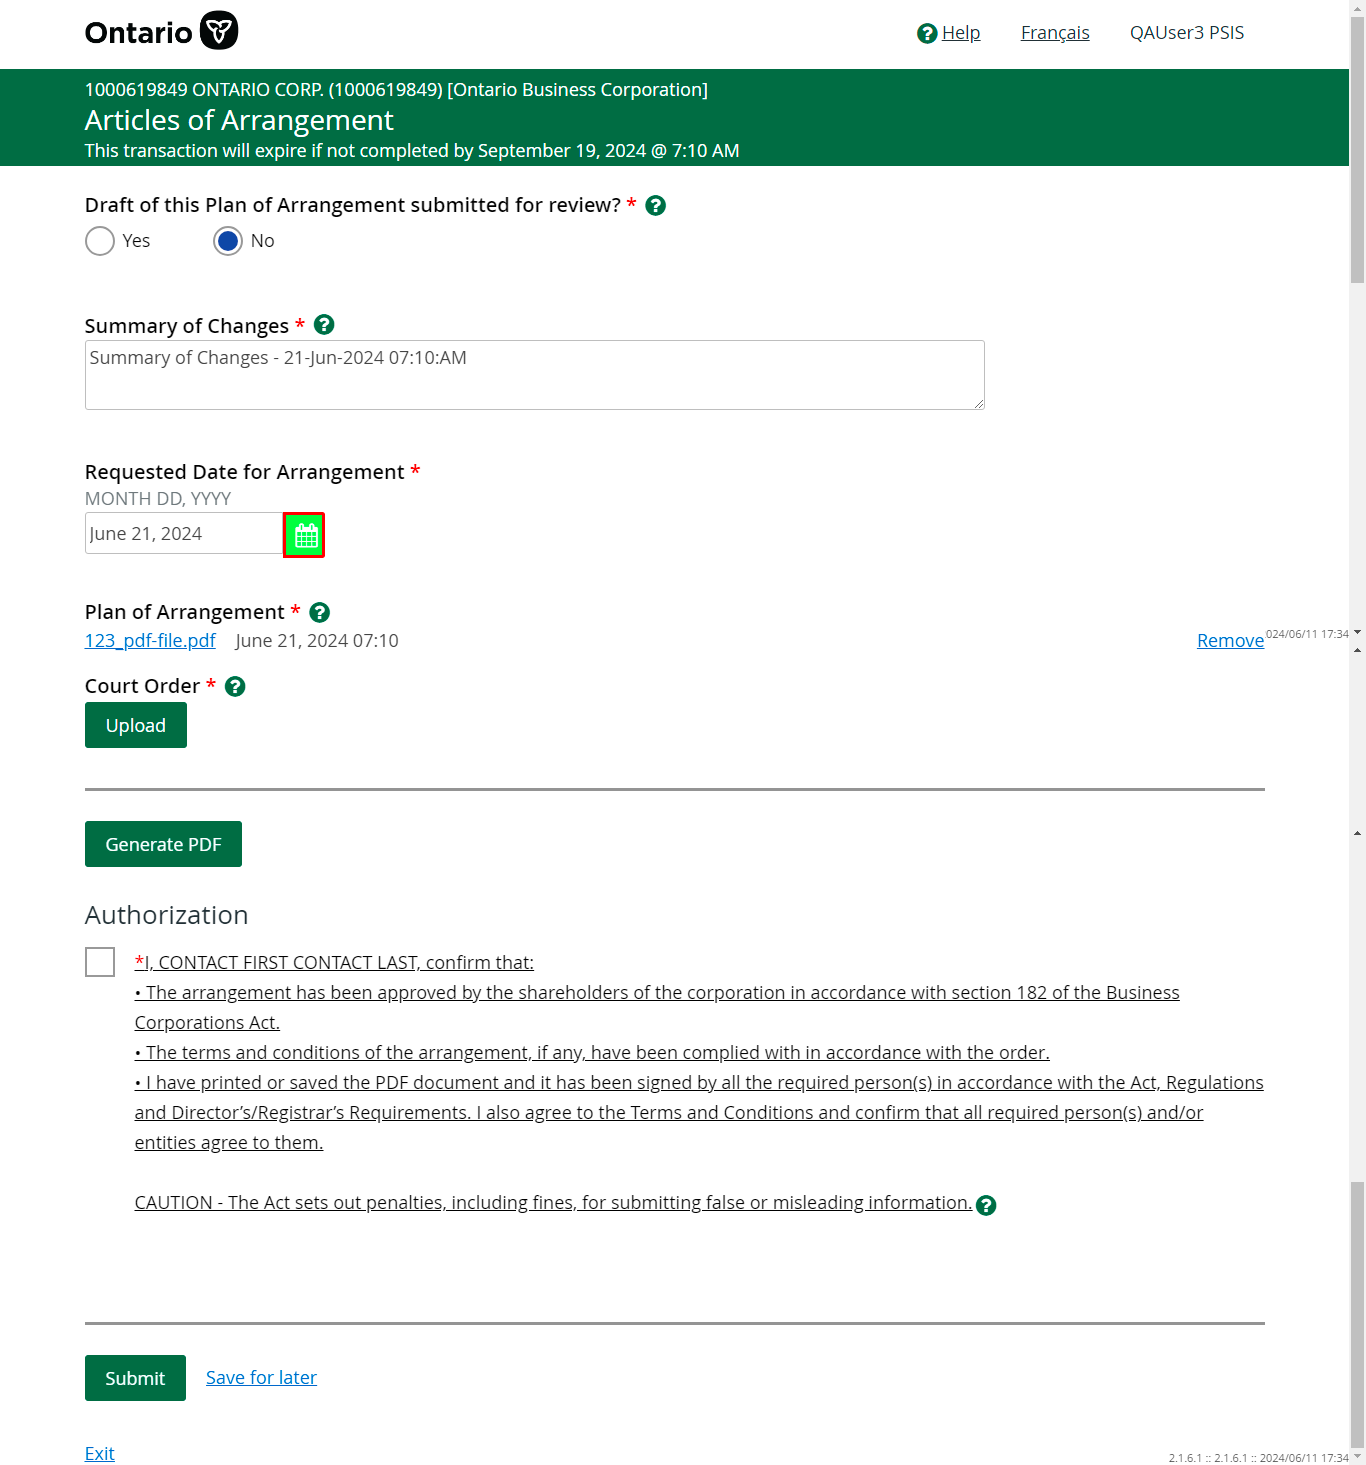 Ontario
Help Français QAUser3 PSIS
1000619849 ONTARIO CORP. (1000619849) [Ontario Business Corporation]
Articles of Arrangement
This transaction will expire if not completed by September 19, 2024 @ 7:10 AM
Draft of this Plan of Arrangement submitted for review? *
Yes No
Summary of Changes *
Summary of Changes - 21-Jun-2024 07:10:AM
Requested Date for Arrangement *
MONTH DD, YYYY
June 21, 2024
Plan of Arrangement *
123_pdf-file.pdf June 21, 2024 07:10 Remove 024/06/11 17:34
Court Order *
Upload
Generate PDF
Authorization
*I, CONTACT FIRST CONTACT LAST, confirm that:
• The arrangement has been approved by the shareholders of the corporation in accordance with section 182 of the Business
Corporations Act.
• The terms and conditions of the arrangement, if any, have been complied with in accordance with the order.
• I have printed or saved the PDF document and it has been signed by all the required person(s) in accordance with the Act, Regulations
and Director’s/Registrar’s Requirements. I also agree to the Terms and Conditions and confirm that all required person(s) and/or
entities agree to them.
CAUTION - The Act sets out penalties, including fines, for submitting false or misleading information.
Submit Save for later
Exit
2.1.6.1 :: 2.1.6.1 :: 2024/06/11 17:34